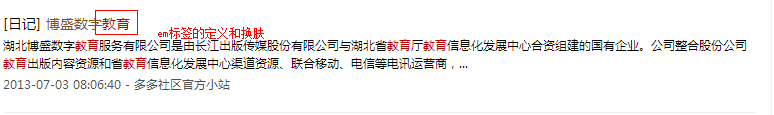 [日记] 博盛数字教育
em标签的定义和换肤
湖北博盛数字教育服务有限公司是由长江出版传媒股份有限公司与湖北省教育厅教育信息化发展中心合资组建的国有企业。公司整合股份公司
教育出版内容资源和省教育信息化发展中心渠道资源、联合移动、电信等电讯运营商，...
2013-07-03 08:06:40 - 多多社区官方小站